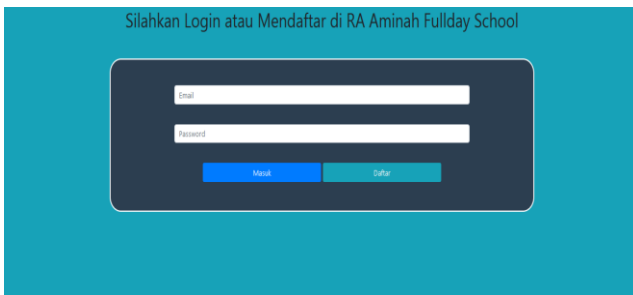 Silahkan Login atau Mendaftar di RA Aminah Fullday School
Email
Password
Masuk Daftar